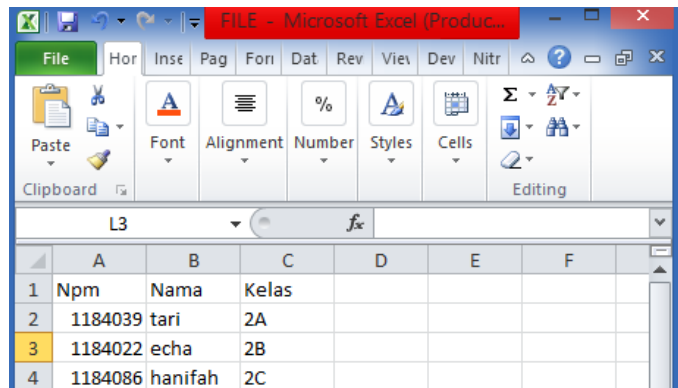 FILE - Microsoft Excel (Produc...
File Hor Inse Pag Forı Dat Rev Viev Dev Nitr
Paste Font Alignment Number Styles Cells
Clipboard Editing
L3 fx
A B C D E F
1 Npm Nama Kelas
2 1184039 tari 2A
3 1184022 echa 2B
4 1184086 hanifah 2C